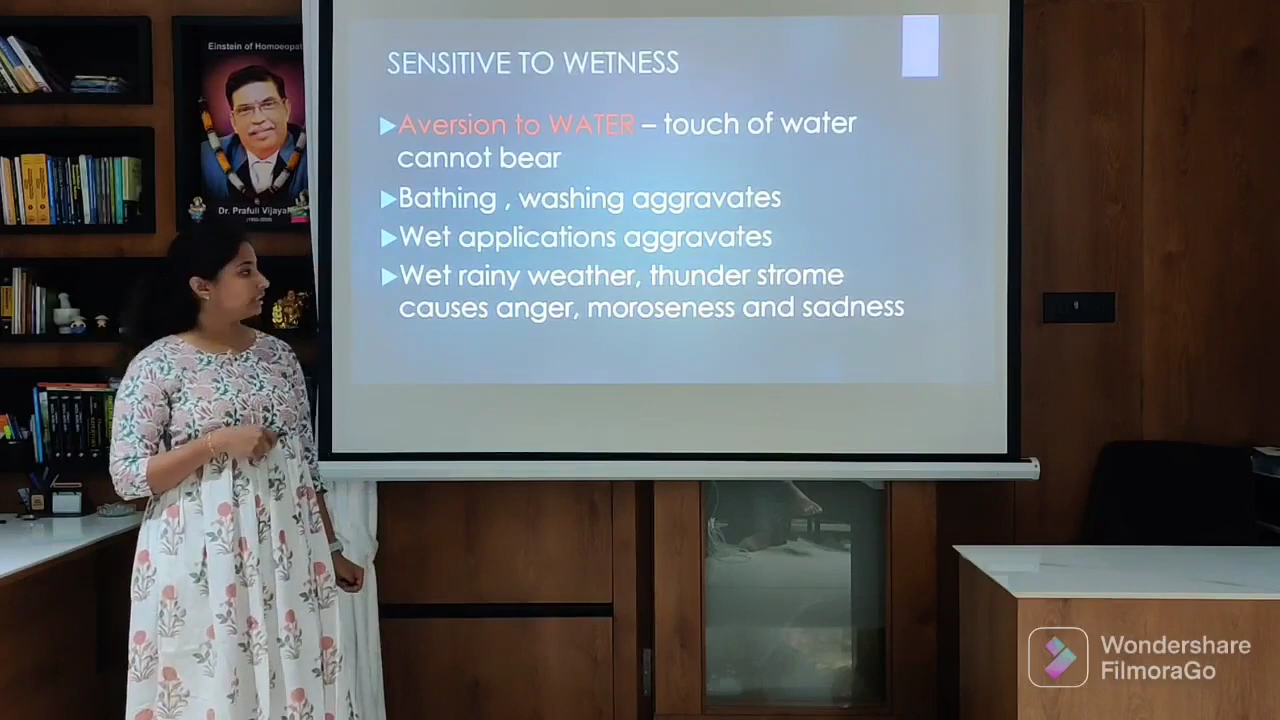 Einstein of Homoeopat
Dr. Prafull Vijayak
SENSITIVE TO WETNESS
Aversion to WATER – touch of water
cannot bear
Bathing , washing aggravates
Wet applications aggravates
Wet rainy weather, thunder strome
causes anger, moroseness and sadness
Wondershare
FilmoraGo